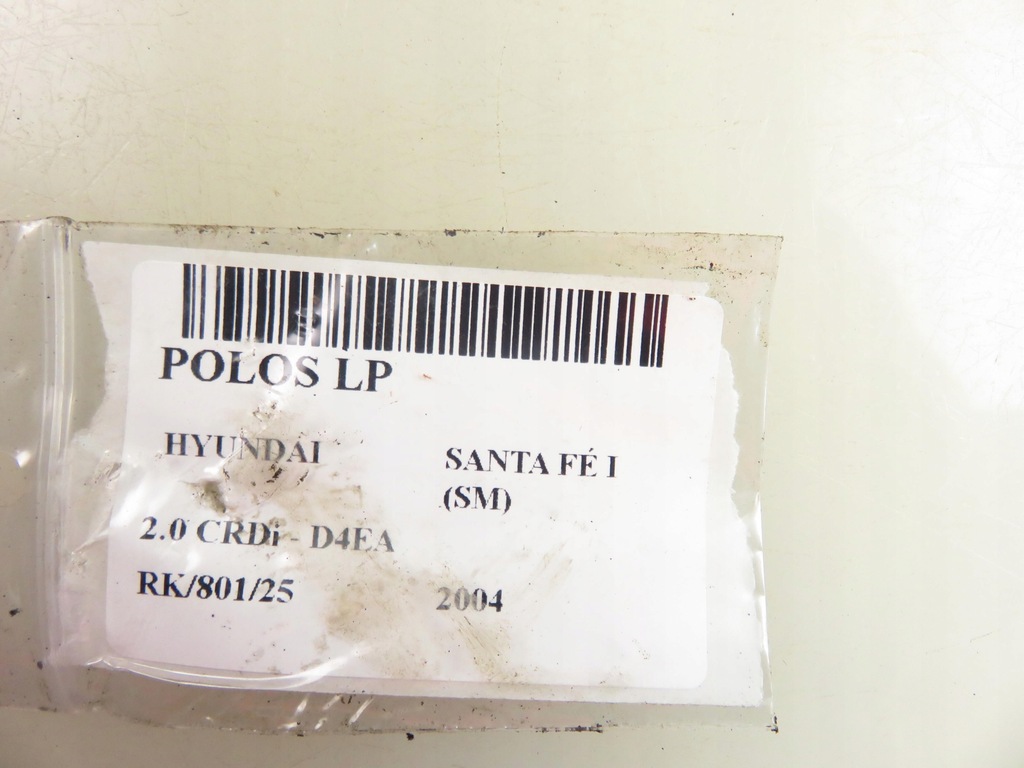 POLOS LP
HYUNDAI SANTA FÉ I
(SM)
2.0 CRDi - D4EA
RK/801/25 2004